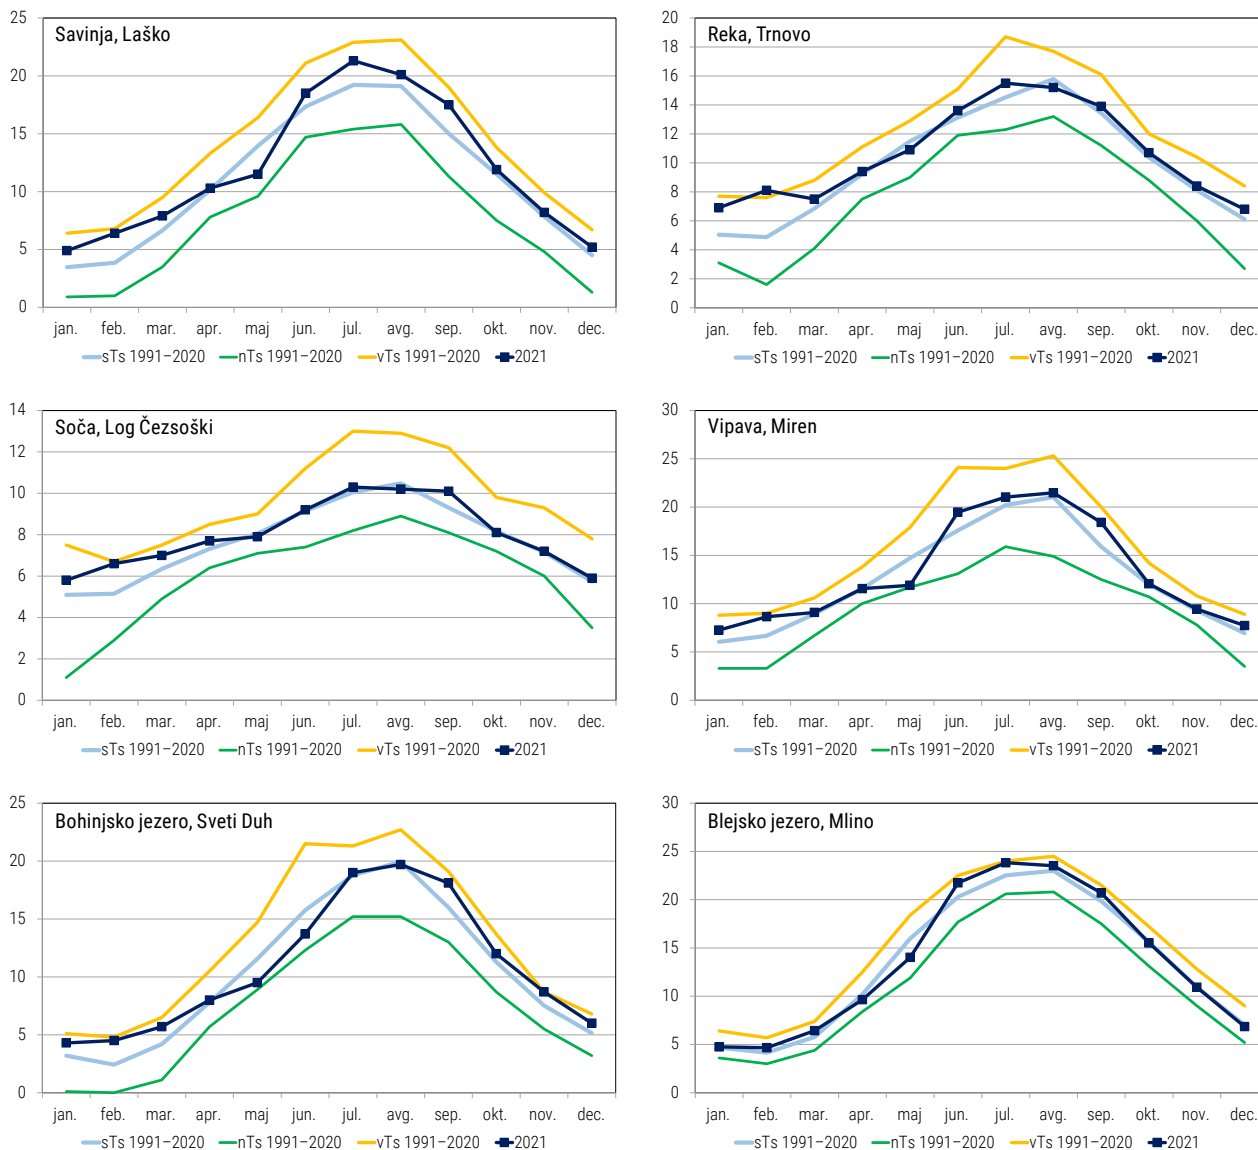 Savinja, Laško
25
20
15
10
5
0
jan. feb. mar. apr. maj jun. jul. avg. sep. okt. nov. dec.
sTs 1991–2020 nTs 1991–2020 vTs 1991–2020 2021
Reka, Trnovo
20
18
16
14
12
10
8
6
4
2
0
jan. feb. mar. apr. maj jun. jul. avg. sep. okt. nov. dec.
sTs 1991–2020 nTs 1991–2020 vTs 1991–2020 2021
Soča, Log Čezsoški
14
12
10
8
6
4
2
0
jan. feb. mar. apr. maj jun. jul. avg. sep. okt. nov. dec.
sTs 1991–2020 nTs 1991–2020 vTs 1991–2020 2021
Vipava, Miren
30
25
20
15
10
5
0
jan. feb. mar. apr. maj jun. jul. avg. sep. okt. nov. dec.
sTs 1991–2020 nTs 1991–2020 vTs 1991–2020 2021
Bohinjsko jezero, Sveti Duh
25
20
15
10
5
0
jan. feb. mar. apr. maj jun. jul. avg. sep. okt. nov. dec.
sTs 1991–2020 nTs 1991–2020 vTs 1991–2020 2021
Blejsko jezero, Mlino
30
25
20
15
10
5
0
jan. feb. mar. apr. maj jun. jul. avg. sep. okt. nov. dec.
sTs 1991–2020 nTs 1991–2020 vTs 1991–2020 2021